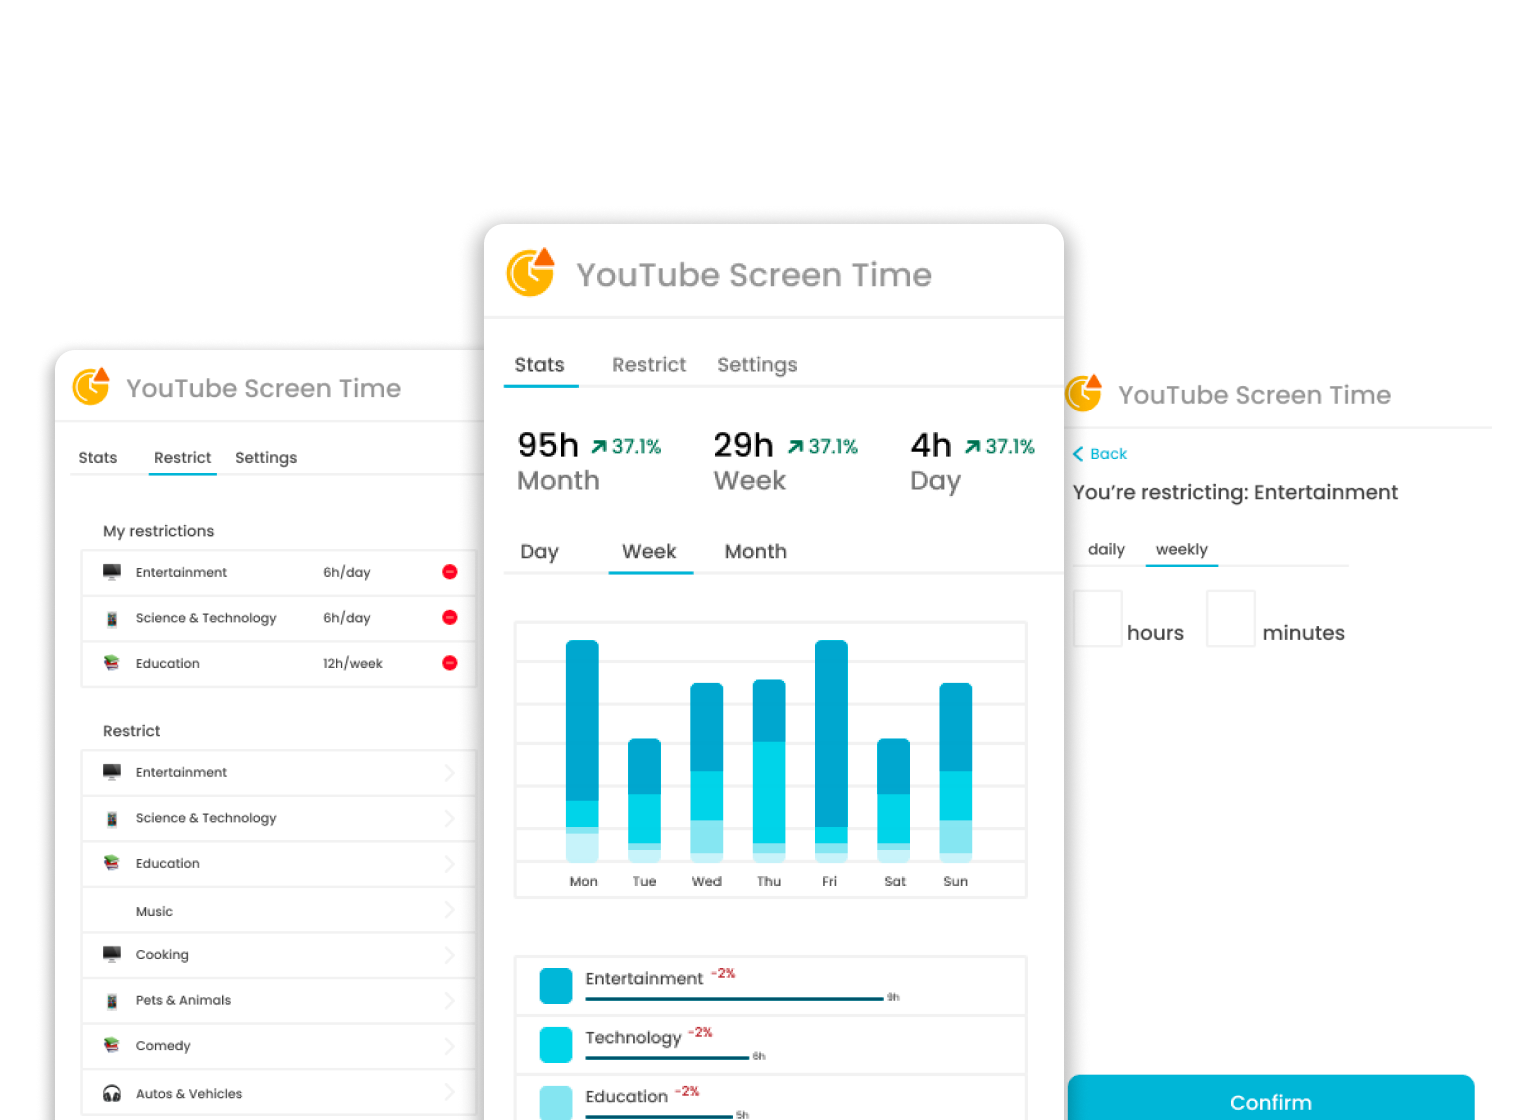 YouTube Screen Time
Stats Restrict Settings
My restrictions
Entertainment 6h/day
Science & Technology 6h/day
Education 12h/week
Restrict
Entertainment
Science & Technology
Education
Music
Cooking
Pets & Animals
Comedy
Autos & Vehicles
YouTube Screen Time
Stats Restrict Settings
95h 37.1% 29h 37.1% 4h 37.1%
Month Week Day
Day Week Month
Mon Tue Wed Thu Fri Sat Sun
Entertainment -2%
9h
Technology -2%
6h
Education -2%
5h
YouTube Screen Time
Back
You’re restricting: Entertainment
daily weekly
hours minutes
Confirm